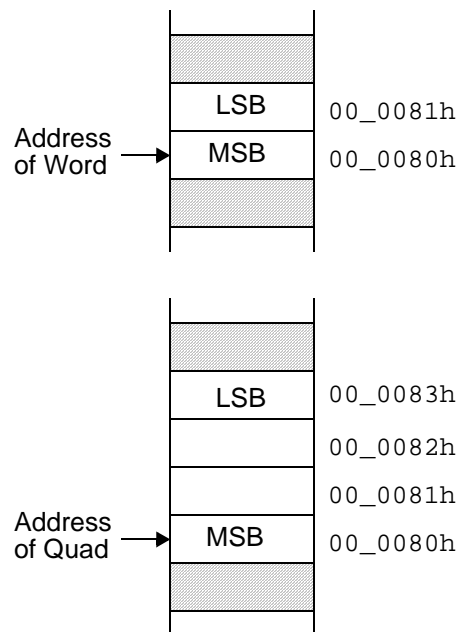 LSB 00_0081h
Address
of Word
MSB 00_0080h
LSB 00_0083h
00_0082h
00_0081h
Address
of Quad
MSB 00_0080h